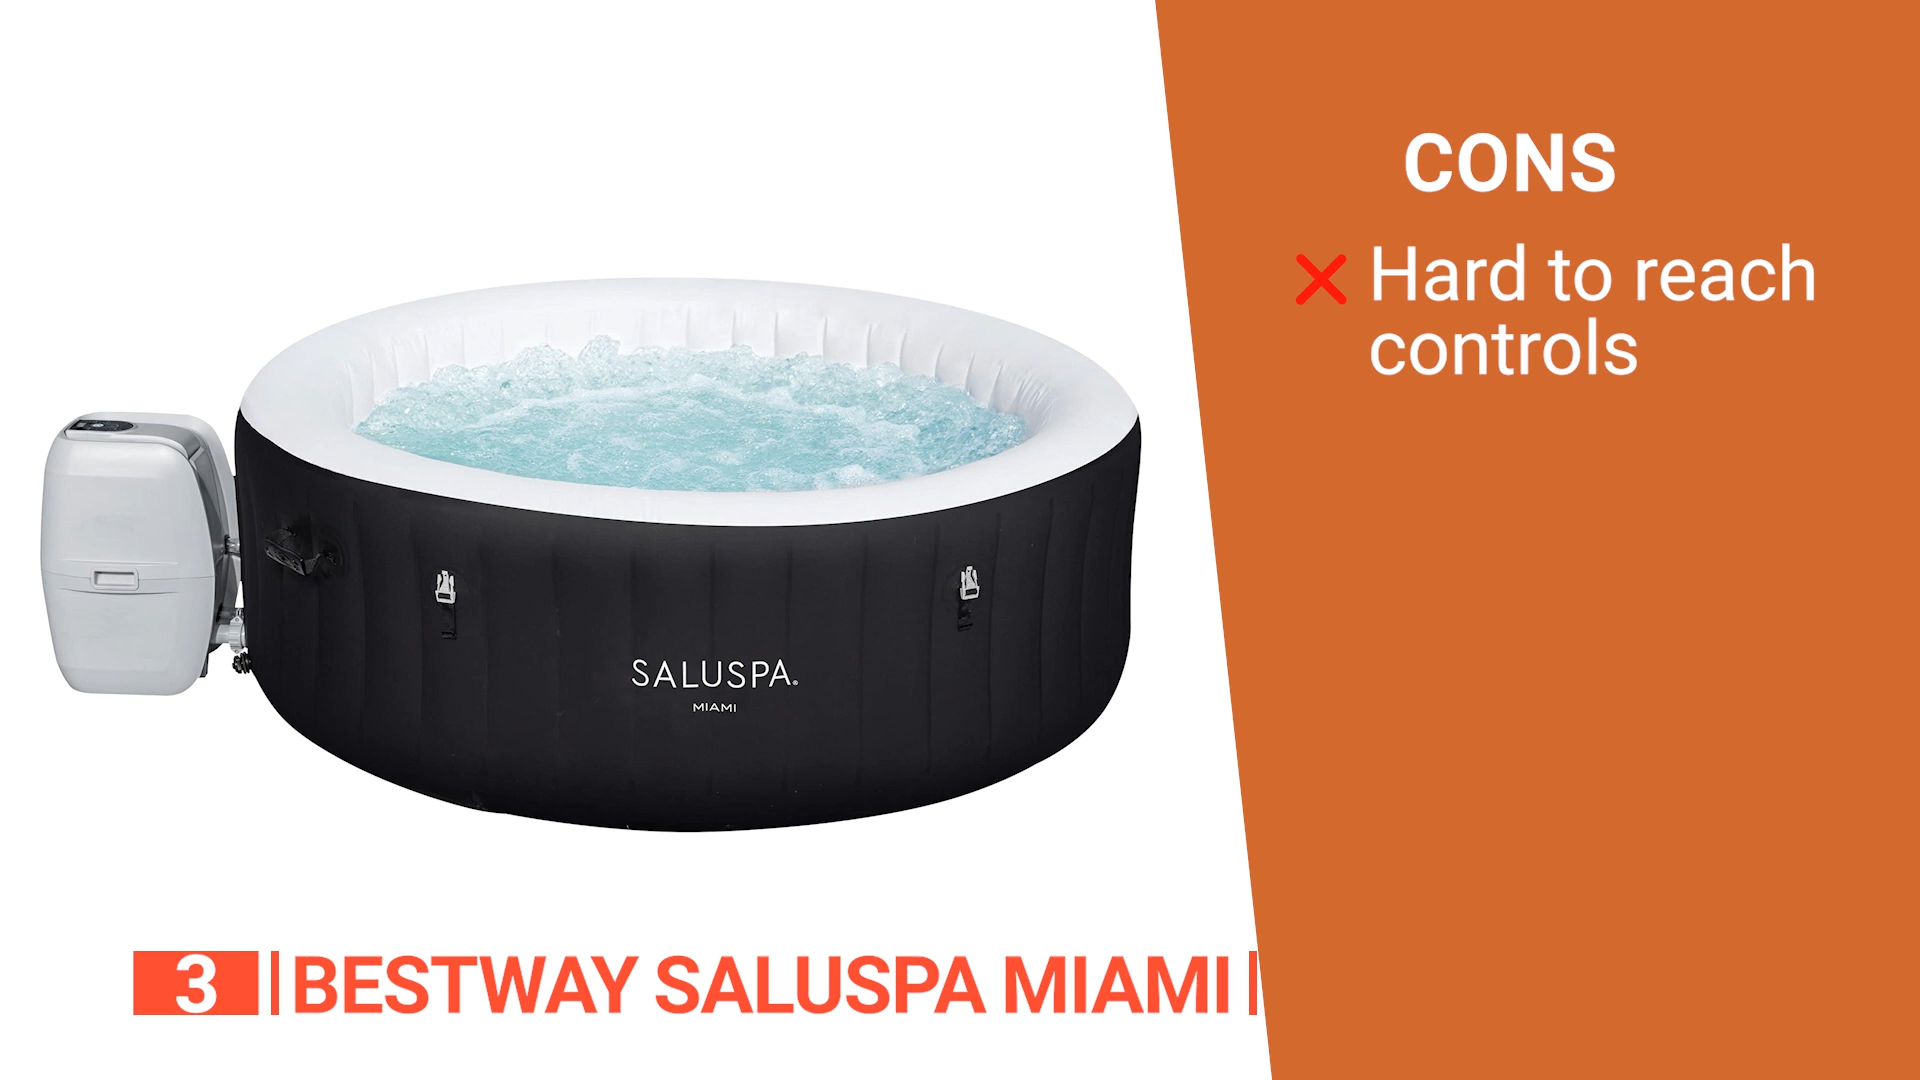 CONS
Hard to reach
controls
SALUSPA®
MIAMI
3 BESTWAY SALUSPA MIAMI